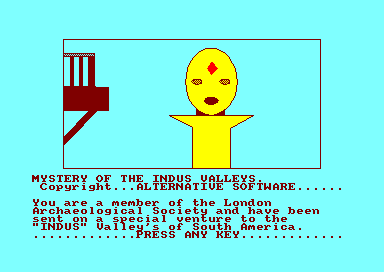 MYSTERY OF THE INDUS VALLEYS.
Copyright...ALTERNATIVE SOFTWARE......
You are a member of the London
Archaeological Society and have been
sent on a special venture to the
"INDUS" Valley's of South America.
.............PRESS ANY KEY.............